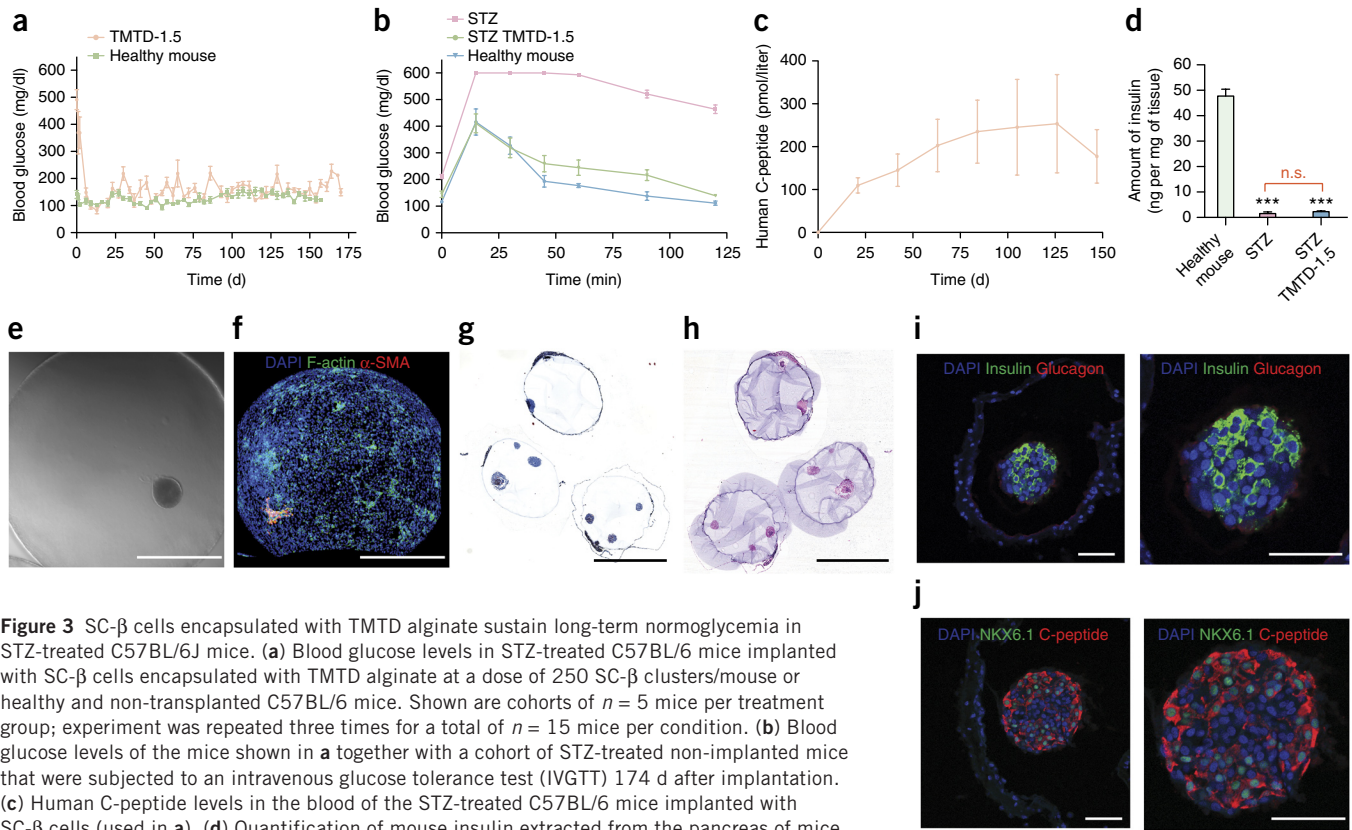 a
TMTD-1.5
Healthy mouse
600
500
400
300
200
100
0
Blood glucose (mg/dl)
0 25 50 75 100 125 150 175
Time (d)
b
STZ
STZ TMTD-1.5
Healthy mouse
600
500
400
300
200
100
0
Blood glucose (mg/dl)
0 25 50 75 100 125
Time (min)
c
400
300
200
100
0
Human C-peptide (pmol/liter)
0 25 50 75 100 125 150
Time (d)
d
60
50
40
30
20
10
0
Amount of insulin
(ng per mg of tissue)
n.s.
*** ***
Healthy
mouse
STZ
STZ
TMTD-1.5
e
f
DAPI F-actin α-SMA
g
h
i
DAPI Insulin Glucagon
DAPI Insulin Glucagon
j
DAPI NKX6.1 C-peptide
DAPI NKX6.1 C-peptide
Figure 3 SC-β cells encapsulated with TMTD alginate sustain long-term normoglycemia in
STZ-treated C57BL/6J mice. (a) Blood glucose levels in STZ-treated C57BL/6 mice implanted
with SC-β cells encapsulated with TMTD alginate at a dose of 250 SC-β clusters/mouse or
healthy and non-transplanted C57BL/6 mice. Shown are cohorts of n = 5 mice per treatment
group; experiment was repeated three times for a total of n = 15 mice per condition. (b) Blood
glucose levels of the mice shown in a together with a cohort of STZ-treated non-implanted mice
that were subjected to an intravenous glucose tolerance test (IVGTT) 174 d after implantation.
(c) Human C-peptide levels in the blood of the STZ-treated C57BL/6 mice implanted with
SC-β cells (used in a). (d) Quantification of mouse insulin extracted from the pancreas of mice